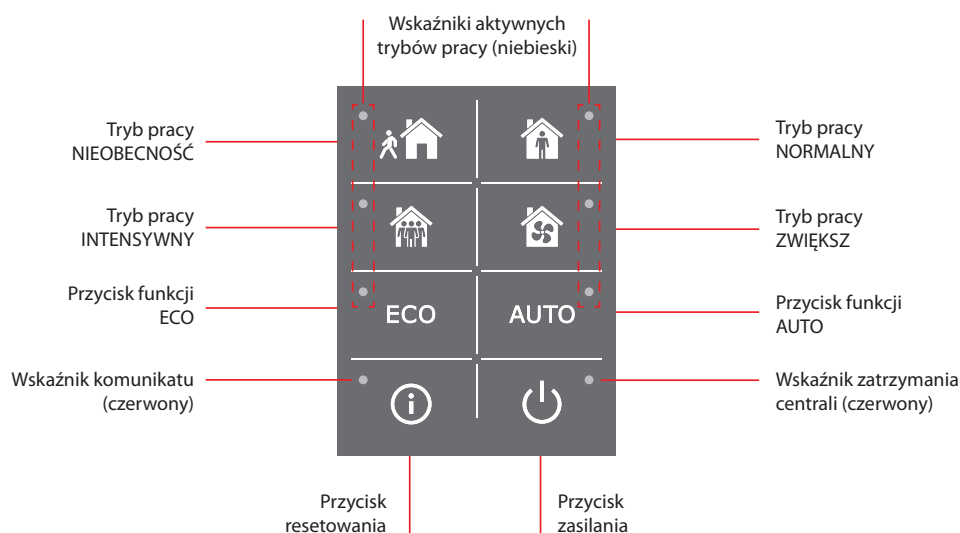 Wskaźniki aktywnych
trybów pracy (niebieski)
Tryb pracy
NIEOBECNOŚĆ
Tryb pracy
NORMALNY
Tryb pracy
INTENSYWNY
Tryb pracy
ZWIĘKSZ
Przycisk funkcji
ECO
ECO
AUTO
Przycisk funkcji
AUTO
Wskaźnik komunikatu
(czerwony)
Wskaźnik zatrzymania
centrali (czerwony)
Przycisk
resetowania
Przycisk
zasilania